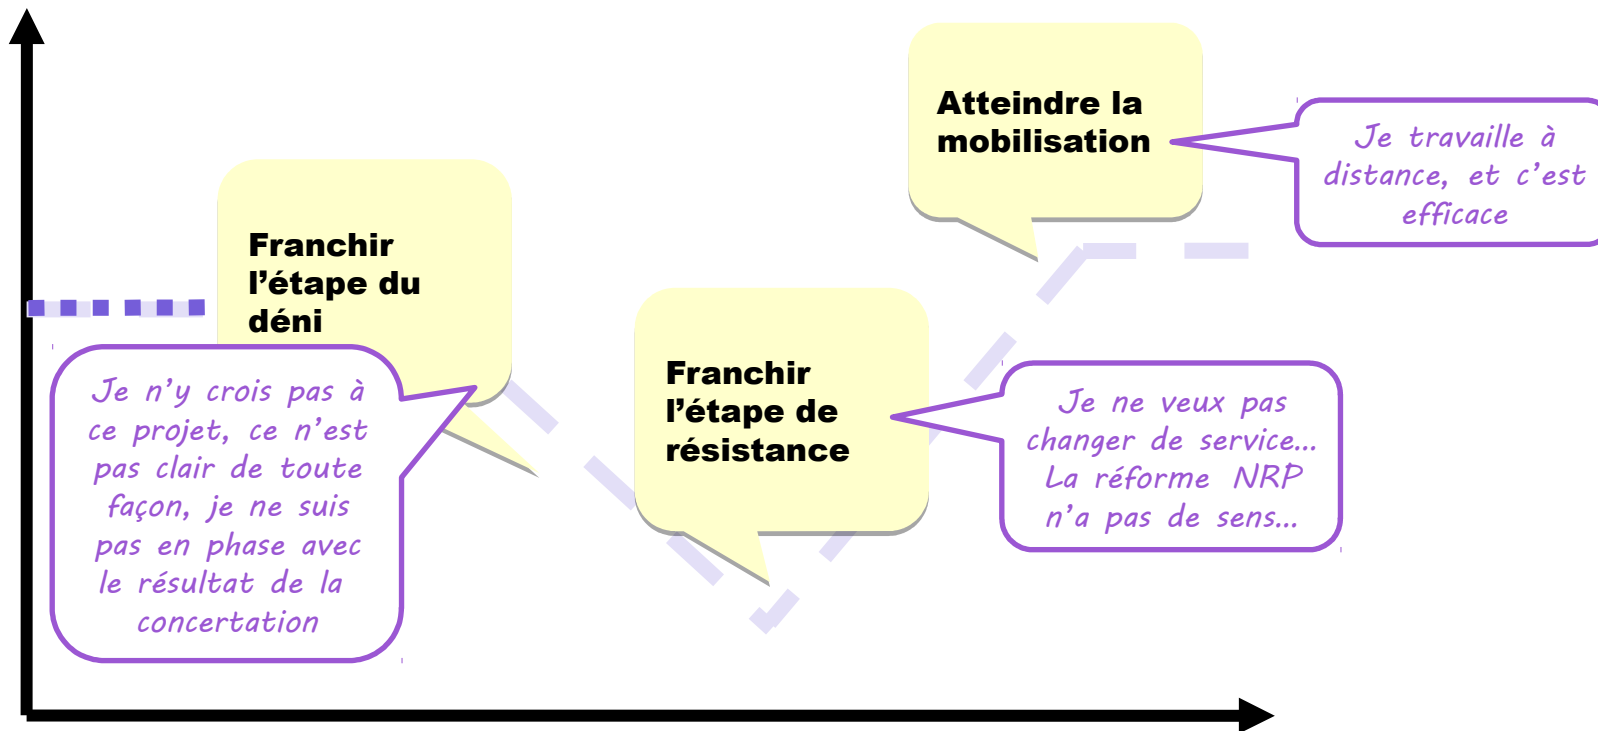 Franchir
l’étape du
déni
Je n’y crois pas à
ce projet, ce n’est
pas clair de toute
façon, je ne suis
pas en phase avec
le résultat de la
concertation
Franchir
l’étape de
résistance
Je ne veux pas
changer de service...
La réforme NRP
n’a pas de sens...
Atteindre la
mobilisation
Je travaille à
distance, et c’est
efficace